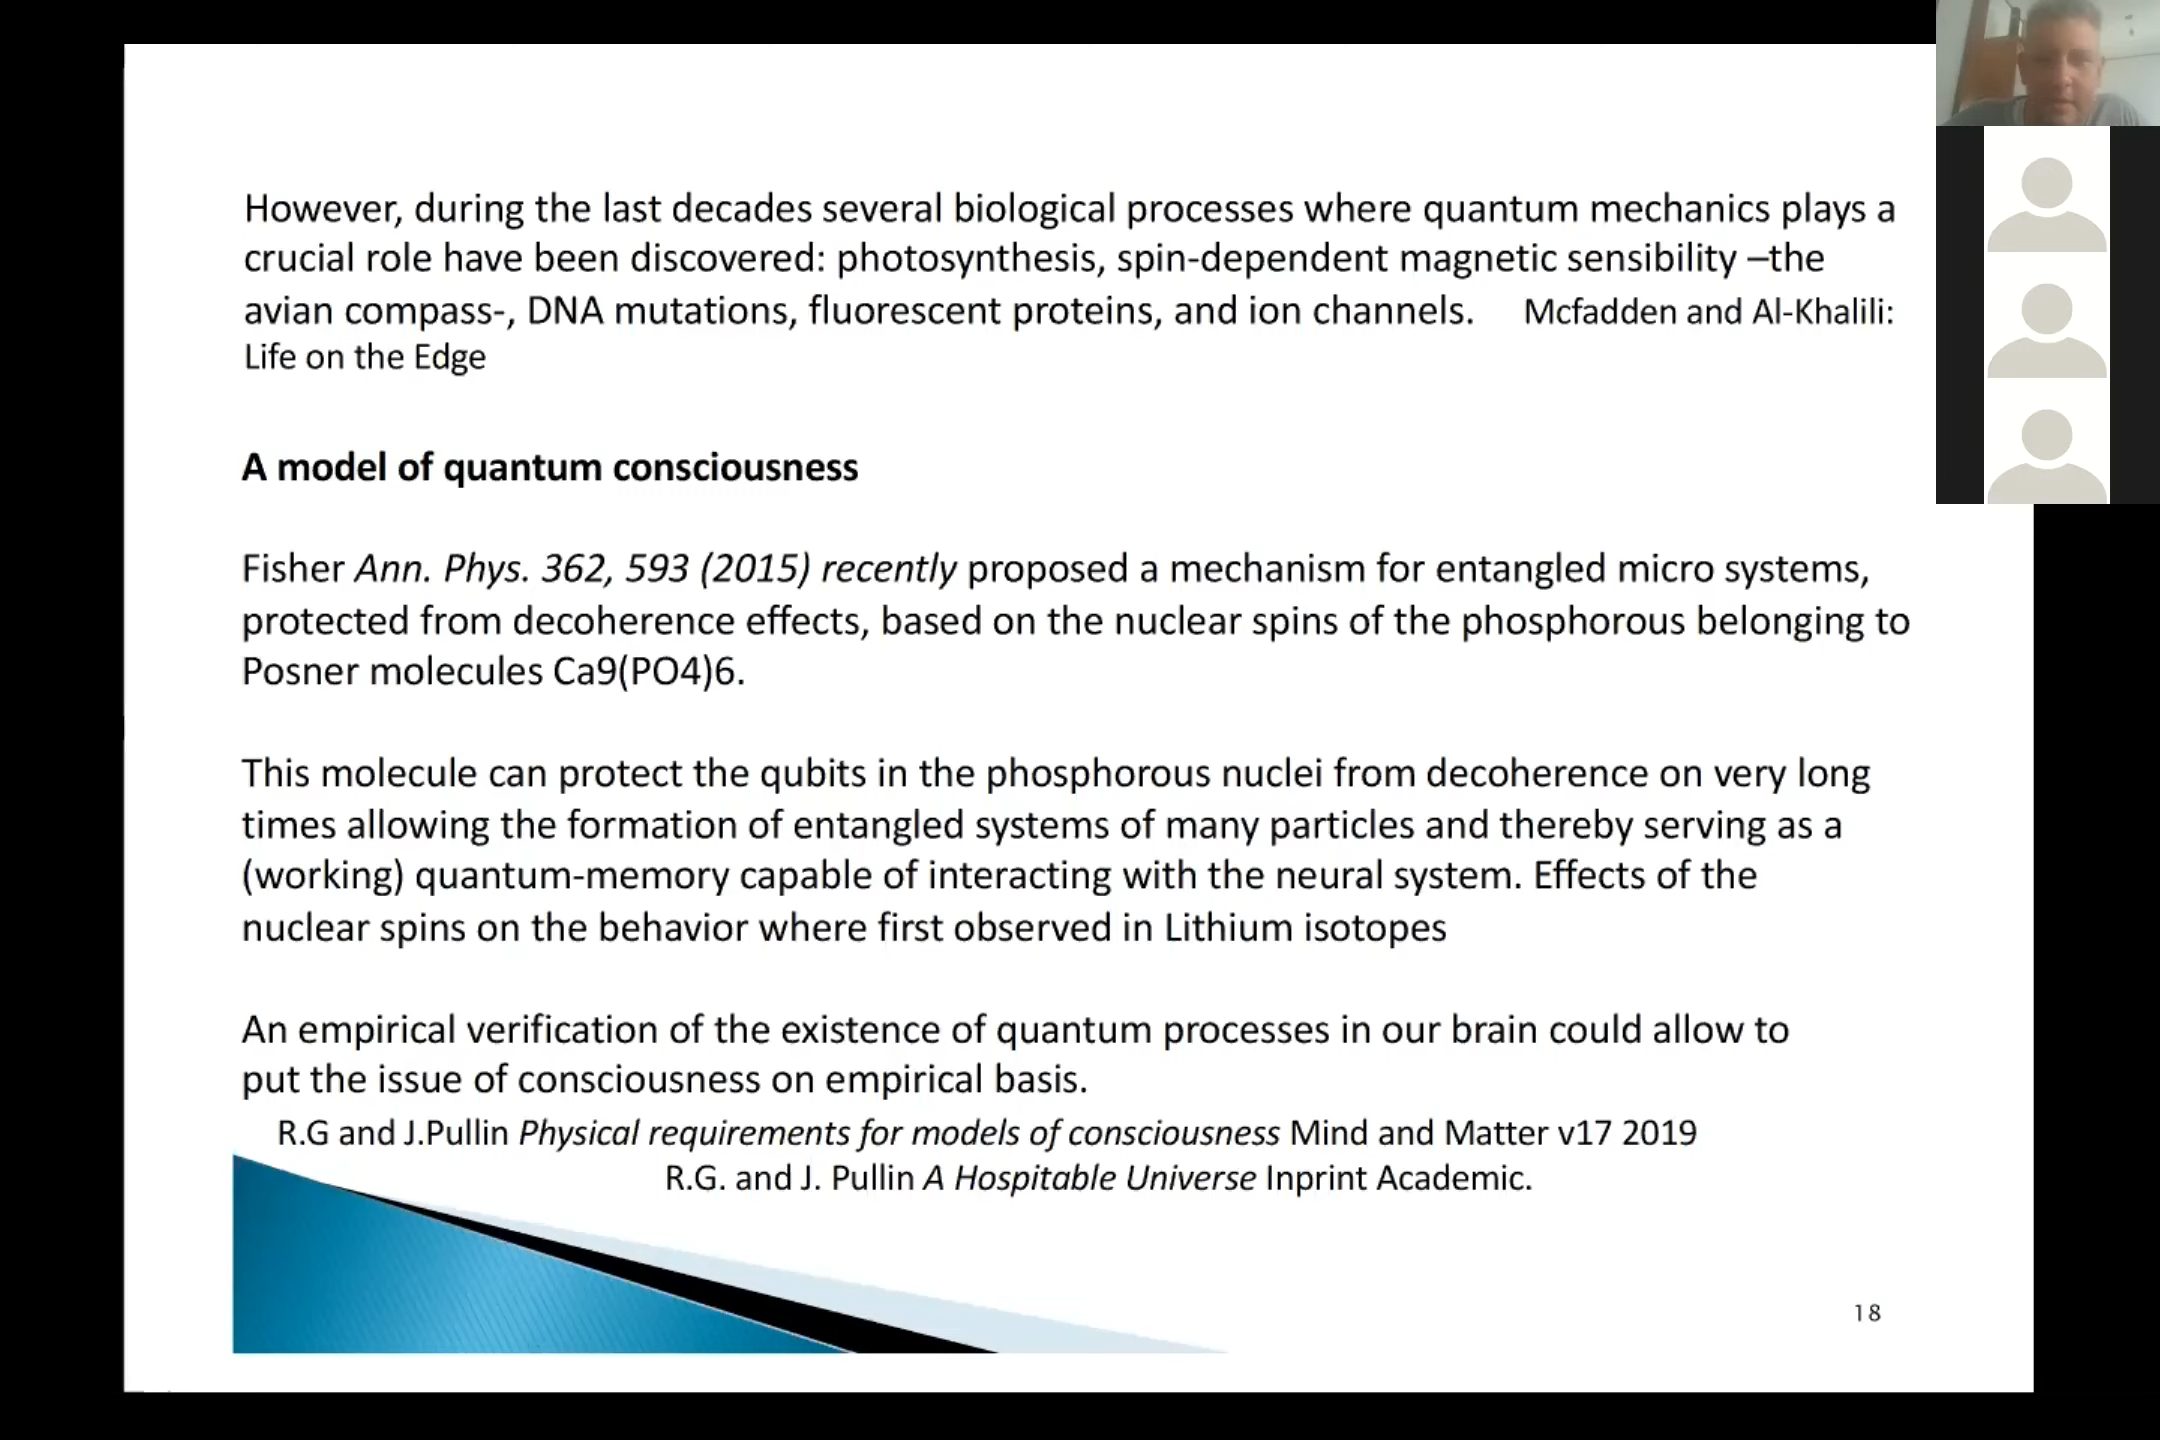 However, during the last decades several biological processes where quantum mechanics plays a
crucial role have been discovered: photosynthesis, spin-dependent magnetic sensibility –the
avian compass-, DNA mutations, fluorescent proteins, and ion channels. Mcfadden and Al-Khalili:
Life on the Edge
A model of quantum consciousness
Fisher Ann. Phys. 362, 593 (2015) recently proposed a mechanism for entangled micro systems,
protected from decoherence effects, based on the nuclear spins of the phosphorous belonging to
Posner molecules Ca9(PO4)6.
This molecule can protect the qubits in the phosphorous nuclei from decoherence on very long
times allowing the formation of entangled systems of many particles and thereby serving as a
(working) quantum-memory capable of interacting with the neural system. Effects of the
nuclear spins on the behavior where first observed in Lithium isotopes
An empirical verification of the existence of quantum processes in our brain could allow to
put the issue of consciousness on empirical basis.
R.G and J.Pullin Physical requirements for models of consciousness Mind and Matter v17 2019
R.G. and J. Pullin A Hospitable Universe Inprint Academic.
18